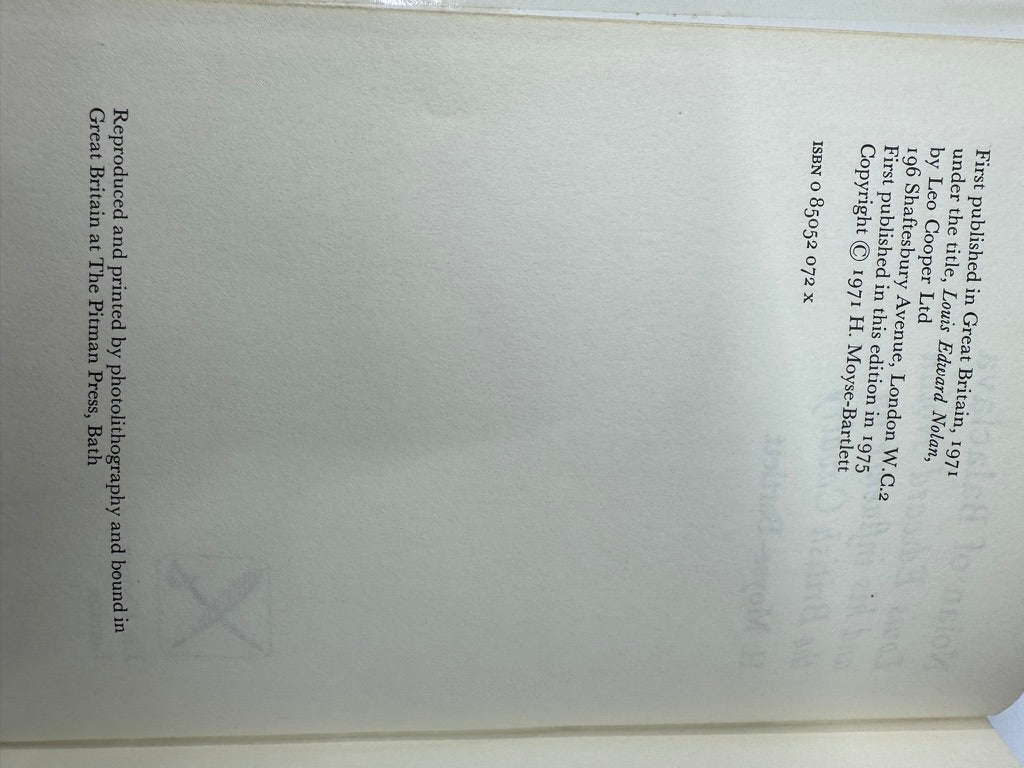 First published in Great Britain, 1971
under the title, Louis Edward Nolan,
by Leo Cooper Ltd
196 Shaftesbury Avenue, London W.C.2
First published in this edition in 1975
Copyright © 1971 H. Moyse-Bartlett
ISBN 0 85052 072 x
Reproduced and printed by photolithography and bound in
Great Britain at The Pitman Press, Bath